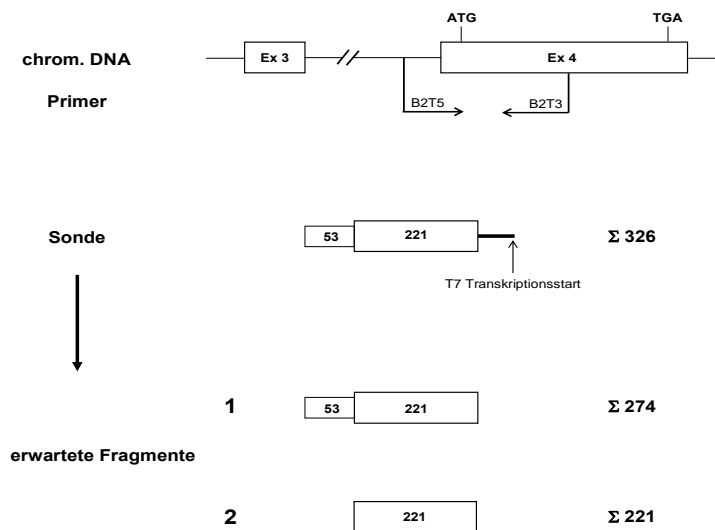 ATG TGA
chrom. DNA Ex 3 Ex 4
Primer B2T5 B2T3
Sonde 53 221 Σ 326
T7 Transkriptionsstart
1 53 221 Σ 274
erwartete Fragmente
2 221 Σ 221